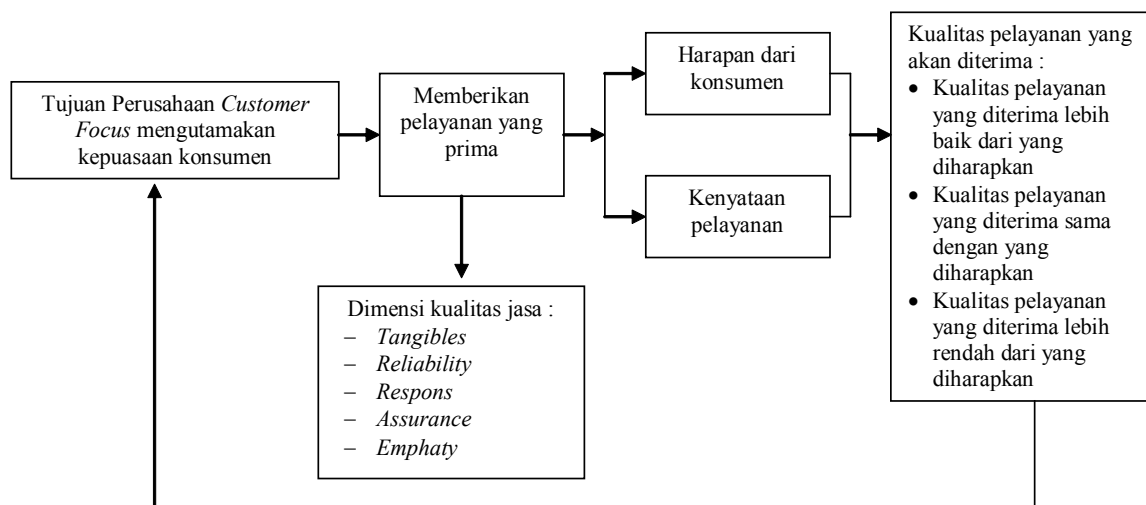 Tujuan Perusahaan Customer
Focus mengutamakan
kepuasaan konsumen
Memberikan
pelayanan yang
prima
Dimensi kualitas jasa :
– Tangibles
– Reliability
– Respons
– Assurance
– Emphaty
Harapan dari
konsumen
Kenyataan
pelayanan
Kualitas pelayanan yang
akan diterima :
• Kualitas pelayanan
yang diterima lebih
baik dari yang
diharapkan
• Kualitas pelayanan
yang diterima sama
dengan yang
diharapkan
• Kualitas pelayanan
yang diterima lebih
rendah dari yang
diharapkan